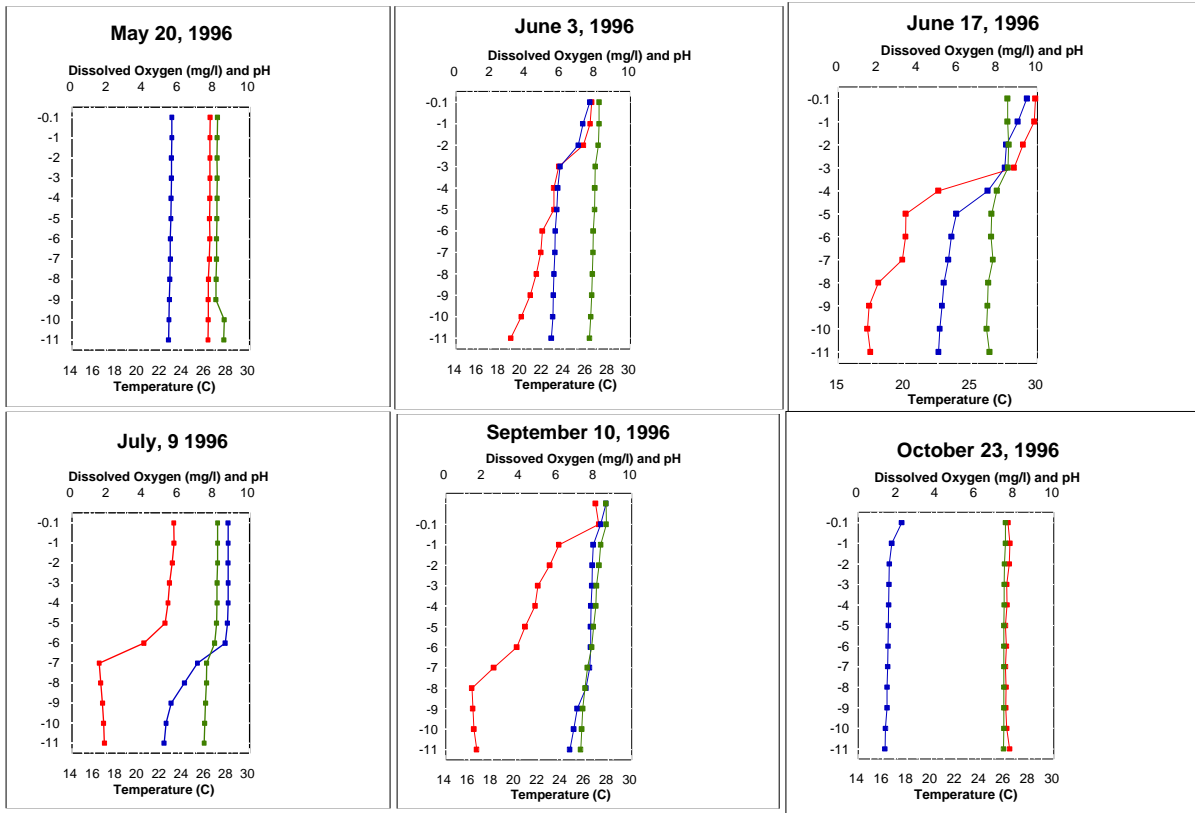 May 20, 1996
Dissolved Oxygen (mg/l) and pH
0 2 4 6 8 10
-0.1
-1
-2
-3
-4
-5
-6
-7
-8
-9
-10
-11
14 16 18 20 22 24 26 28 30
Temperature (C)
June 3, 1996
Dissolved Oxygen (mg/l) and pH
0 2 4 6 8 10
-0.1
-1
-2
-3
-4
-5
-6
-7
-8
-9
-10
-11
14 16 18 20 22 24 26 28 30
Temperature (C)
June 17, 1996
Dissoved Oxygen (mg/l) and pH
0 2 4 6 8 10
-0.1
-1
-2
-3
-4
-5
-6
-7
-8
-9
-10
-11
15 20 25 30
Temperature (C)
July, 9 1996
Dissolved Oxygen (mg/l) and pH
0 2 4 6 8 10
-0.1
-1
-2
-3
-4
-5
-6
-7
-8
-9
-10
-11
14 16 18 20 22 24 26 28 30
Temperature (C)
September 10, 1996
Dissoved Oxygen (mg/l) and pH
0 2 4 6 8 10
-0.1
-1
-2
-3
-4
-5
-6
-7
-8
-9
-10
-11
14 16 18 20 22 24 26 28 30
Temperature (C)
October 23, 1996
Dissolved Oxygen (mg/l) and pH
0 2 4 6 8 10
-0.1
-1
-2
-3
-4
-5
-6
-7
-8
-9
-10
-11
14 16 18 20 22 24 26 28 30
Temperature (C)